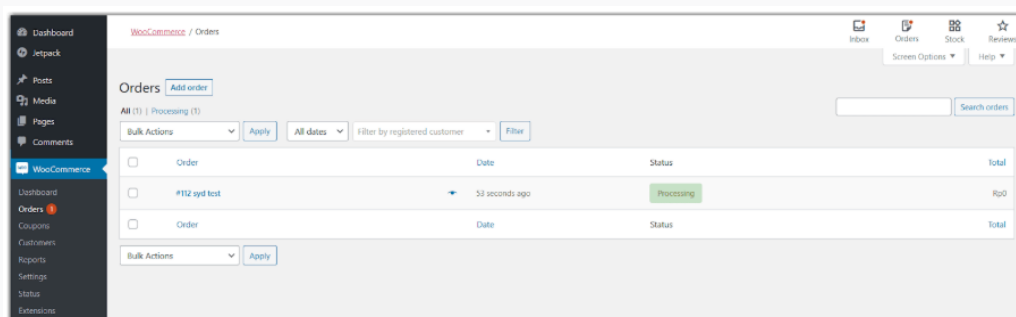 Dashboard
Jetpack
Posts
Media
Pages
Comments
WooCommerce
Dashboard
Orders 1
Coupons
Customers
Reports
Settings
Status
Extensions
WooCommerce / Orders
Inbox Orders Stock Reviews
Screen Options ▼ Help ▼
Orders Add order
All (1) | Processing (1)
Search orders
Bulk Actions Apply All dates Filter by registered customer Filter
Order Date Status Total
#112 syd test 53 seconds ago Processing Rp0
Order Date Status Total
Bulk Actions Apply